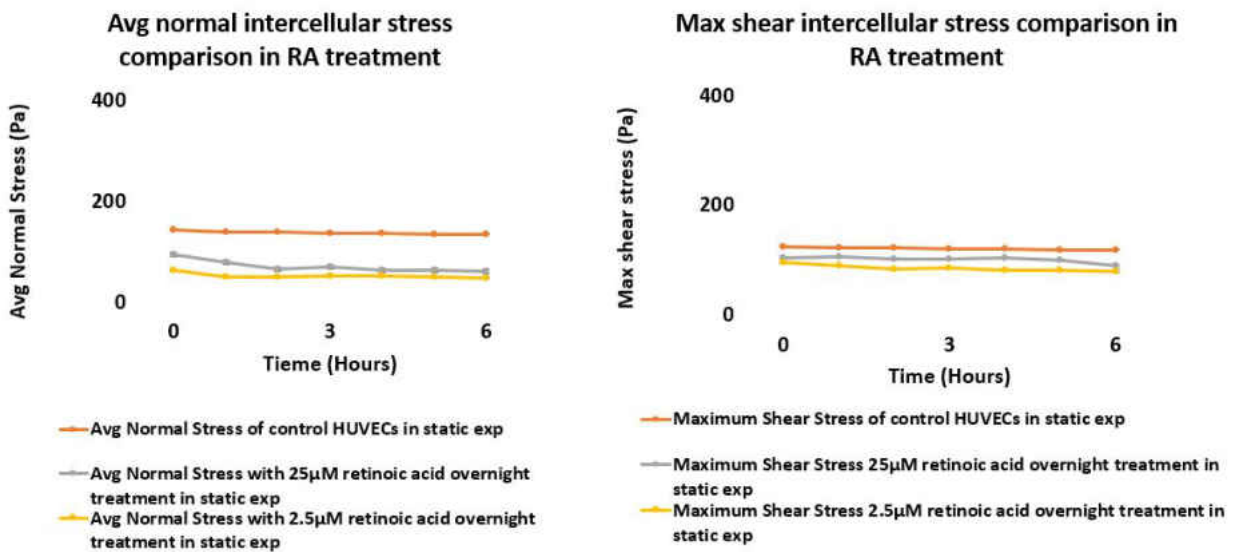 Avg normal intercellular stress
comparison in RA treatment
Avg Normal Stress (Pa)
400
200
0
0
3
6
Tieme (Hours)
Avg Normal Stress of control HUVECs in static exp
Avg Normal Stress with 25µM retinoic acid overnight
treatment in static exp
Avg Normal Stress with 2.5µM retinoic acid overnight
treatment in static exp
Max shear intercellular stress comparison in
RA treatment
Max shear stress (Pa)
400
200
0
0
3
6
Time (Hours)
Maximum Shear Stress of control HUVECs in static exp
Maximum Shear Stress 25µM retinoic acid overnight treatment in
static exp
Maximum Shear Stress 2.5µM retinoic acid overnight treatment in
static exp